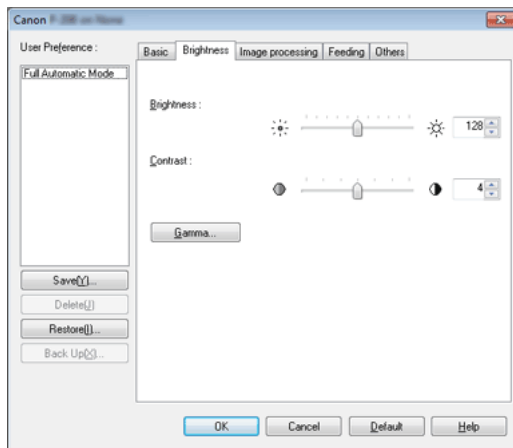 Canon
User Preference :
Basic Brightness Image processing Feeding Others
Full Automatic Mode
Brightness :
128
Contrast :
4
Gamma...
Save(Y)...
Delete(J)
Restore(I)...
Back Up(X)...
OK Cancel Default Help